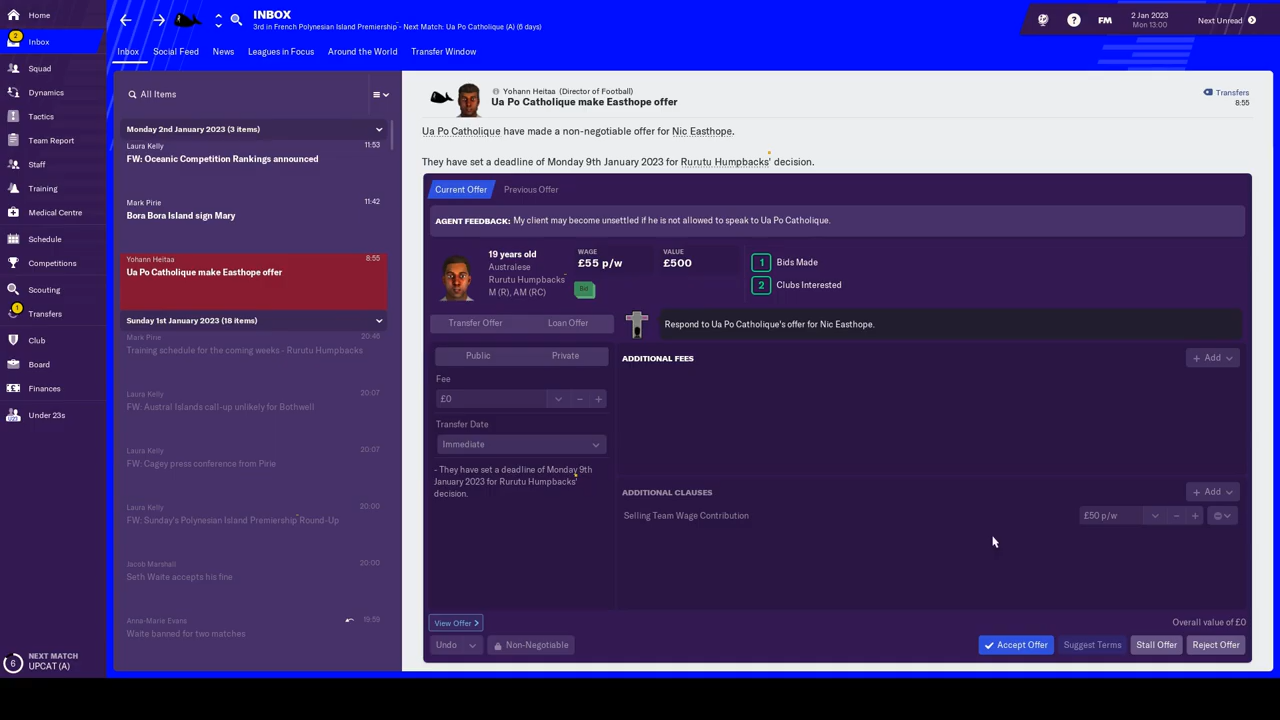 Home
Inbox
2
Squad
Dynamics
Tactics
Team Report
Staff
Training
Medical Centre
Schedule
Competitions
Scouting
Transfers
1
Club
Board
Finances
Under 23s
6
NEXT MATCH
UPCAT (A)
INBOX
3rd in French Polynesian Island Premiership - Next Match: Ua Po Catholique (A) (6 days)
FM
2 Jan 2023
Mon 13:00
Next Unread
Inbox
Social Feed
News
Leagues in Focus
Around the World
Transfer Window
All Items
Monday 2nd January 2023 (3 items)
Laura Kelly
11:53
FW: Oceanic Competition Rankings announced
Mark Pirie
11:42
Bora Bora Island sign Mary
Yohann Heitaa
8:55
Ua Po Catholique make Easthope offer
Sunday 1st January 2023 (18 items)
Mark Pirie
20:46
Training schedule for the coming weeks - Rurutu Humpbacks
Laura Kelly
20:07
FW: Austral Islands call-up unlikely for Bothwell
Laura Kelly
20:07
FW: Cagey press conference from Pirie
Laura Kelly
20:00
FW: Sunday's Polynesian Island Premiership Round-Up
Jacob Marshall
20:00
Seth Waite accepts his fine
Anna-Marie Evans
19:59
Waite banned for two matches
Yohann Heitaa (Director of Football)
Ua Po Catholique make Easthope offer
Transfers
8:55
Ua Po Catholique have made a non-negotiable offer for Nic Easthope.
They have set a deadline of Monday 9th January 2023 for Rurutu Humpbacks' decision.
Current Offer
Previous Offer
AGENT FEEDBACK: My client may become unsettled if he is not allowed to speak to Ua Po Catholique.
19 years old
Australese
Rurutu Humpbacks
M (R), AM (RC)
WAGE
£55 p/w
Bid
VALUE
£500
1 Bids Made
2 Clubs Interested
Transfer Offer
Loan Offer
Respond to Ua Po Catholique's offer for Nic Easthope.
Public
Private
Fee
£0
Transfer Date
Immediate
- They have set a deadline of Monday 9th
January 2023 for Rurutu Humpbacks'
decision.
ADDITIONAL FEES
Add
ADDITIONAL CLAUSES
Add
Selling Team Wage Contribution
£50 p/w
View Offer
Overall value of £0
Undo
Non-Negotiable
Accept Offer
Suggest Terms
Stall Offer
Reject Offer